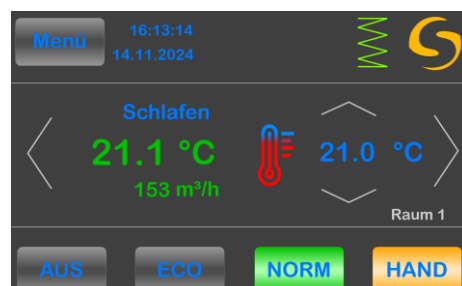 Menü
16:13:14
14.11.2024
Schlafen
21.1 °C
153 m³/h
21.0 °C
Raum 1
AUS
ECO
NORM
HAND